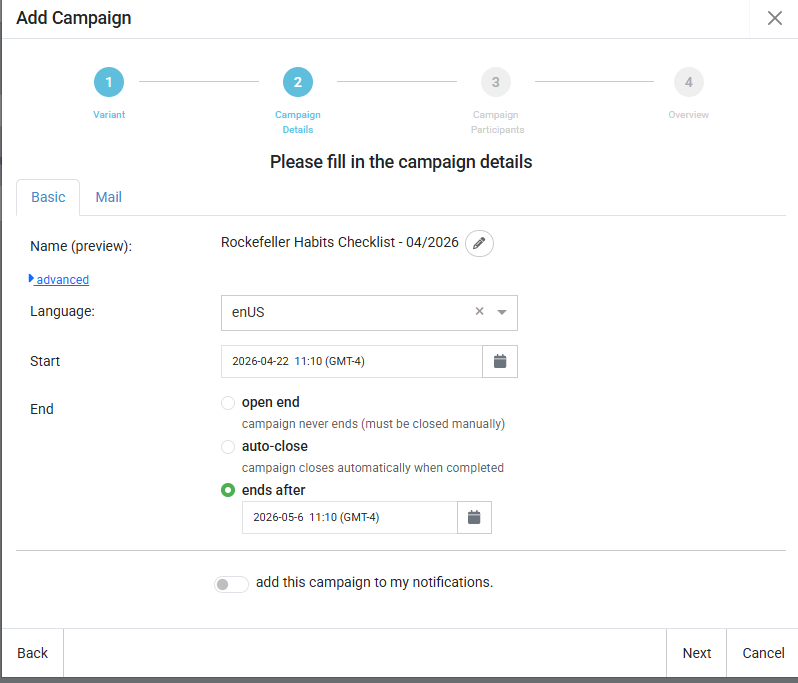 Add Campaign
1
2
3
4
Variant
Campaign
Details
Campaign
Participants
Overview
Please fill in the campaign details
Basic
Mail
Name (preview):
Rockefeller Habits Checklist - 04/2026
advanced
Language:
enUS
Start
2026-04-22 11:10 (GMT-4)
End
open end
campaign never ends (must be closed manually)
auto-close
campaign closes automatically when completed
ends after
2026-05-6 11:10 (GMT-4)
add this campaign to my notifications.
Back
Next
Cancel